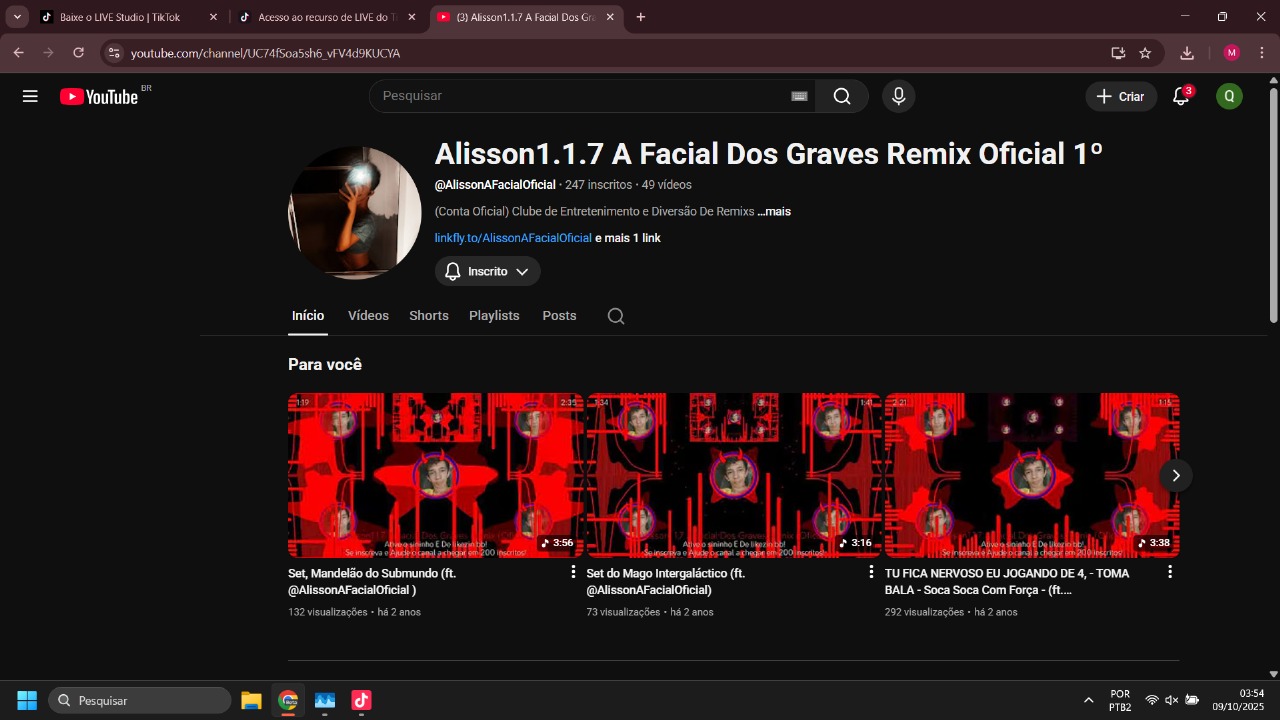 Baixe o LIVE Studio | TikTok
Acesso ao recurso de LIVE do Ti
(3) Alisson1.1.7 A Facial Dos Gra
youtube.com/channel/UC74fSoa5sh6_vFV4d9KUCYA
M
YouTube BR
Pesquisar
Criar
3
Q
Alisson1.1.7 A Facial Dos Graves Remix Oficial 1º
@AlissonAFacialOficial · 247 inscritos · 49 vídeos
(Conta Oficial) Clube de Entretenimento e Diversão De Remixs ...mais
linkfly.to/AlissonAFacialOficial e mais 1 link
Inscrito
Início Vídeos Shorts Playlists Posts
Para você
1:19 2:35
Ative o sininho E De likezin bb!
Se inscreva e Ajude o canal a chegar em 200 inscritos!
3:56
1:34 1:41
Ative o sininho E De likezin bb!
Se inscreva e Ajude o canal a chegar em 200 inscritos!
3:16
2:21 1:15
Ative o sininho E De likezin bb!
Se inscreva e Ajude o canal a chegar em 200 inscritos!
3:38
Set, Mandelão do Submundo (ft.
@AlissonAFacialOficial )
132 visualizações • há 2 anos
Set do Mago Intergaláctico (ft.
@AlissonAFacialOficial)
73 visualizações • há 2 anos
TU FICA NERVOSO EU JOGANDO DE 4, - TOMA
BALA - Soca Soca Com Força - (ft....
292 visualizações • há 2 anos
Pesquisar
POR
PTB2
03:54
09/10/2025